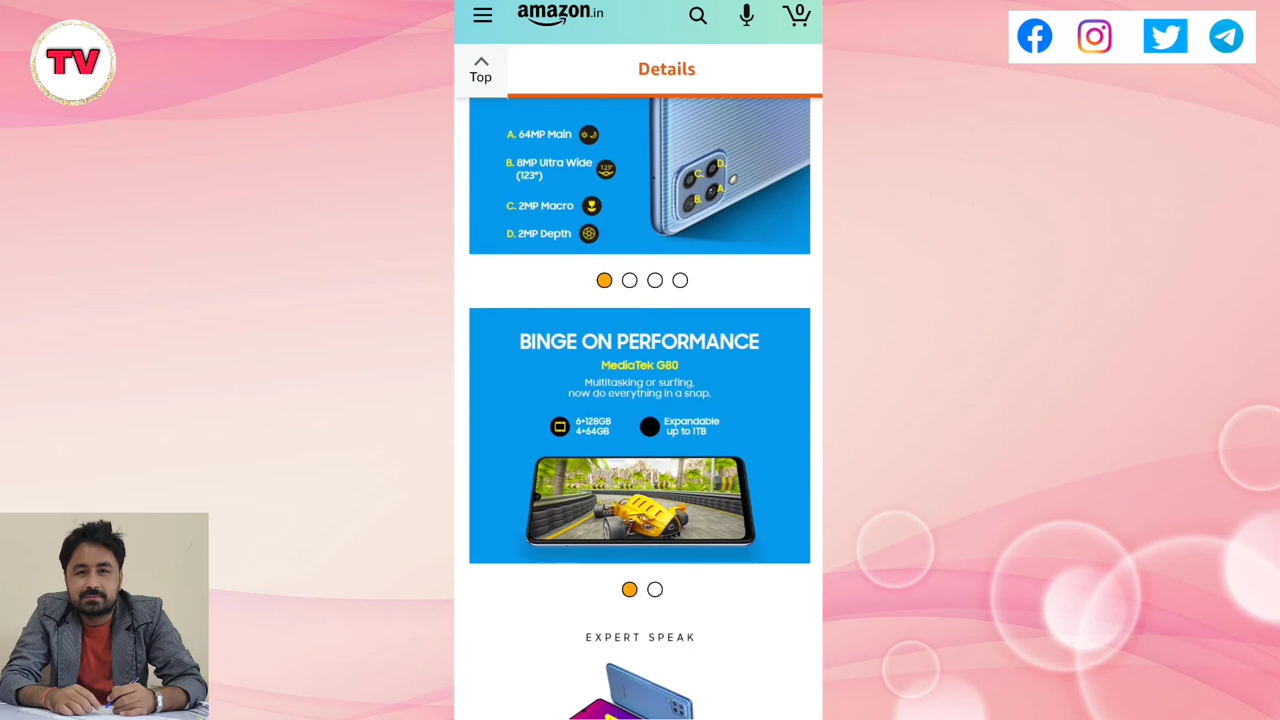 TV
amazon.in
0
Top
Details
A. 64MP Main
B. 8MP Ultra Wide
(123°)
123°
C. 2MP Macro
D. 2MP Depth
C.
D.
B.
A.
BINGE ON PERFORMANCE
MediaTek G80
Multitasking or surfing,
now do everything in a snap.
6+128GB
4+64GB
Expandable
up to 1TB
EXPERT SPEAK